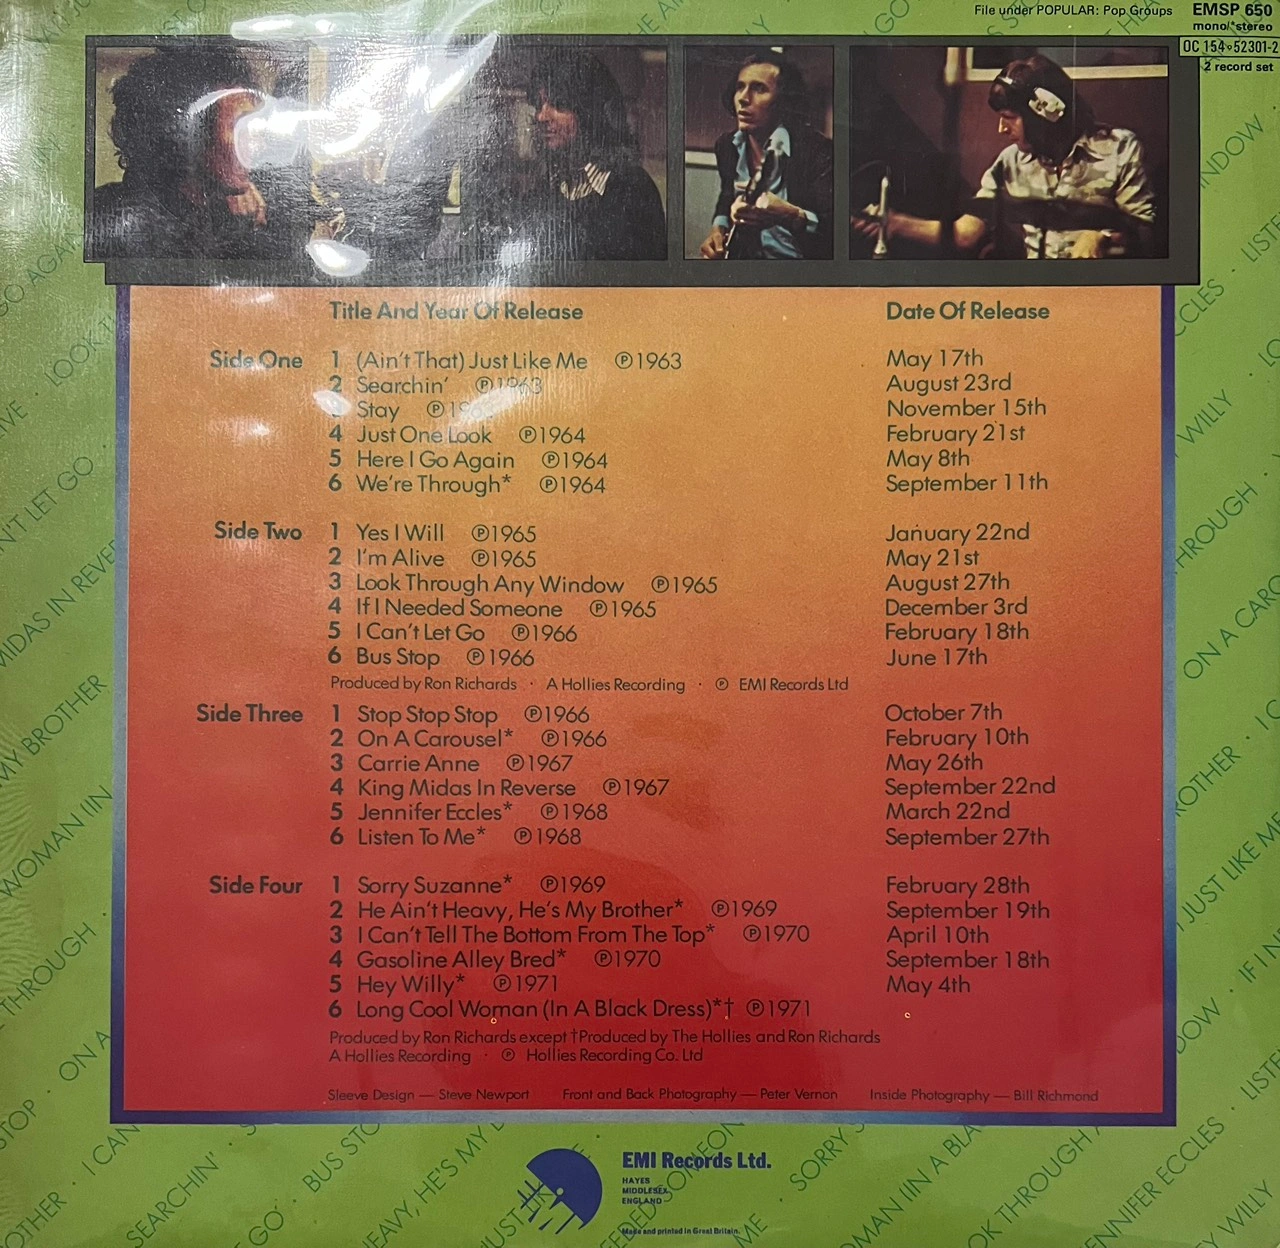 File under POPULAR: Pop Groups EMSP 650
mono/*stereo
OC 154∘52301-2
2 record set
Title And Year Of Release Date Of Release
Side One 1 (Ain't That) Just Like Me ℗1963 May 17th
2 Searchin' ℗1963 August 23rd
Stay ℗ November 15th
4 Just One Look ℗1964 February 21st
5 Here I Go Again ℗1964 May 8th
6 We're Through* ℗1964 September 11th
Side Two 1 Yes I Will ℗1965 January 22nd
2 I'm Alive ℗1965 May 21st
3 Look Through Any Window ℗1965 August 27th
4 If I Needed Someone ℗1965 December 3rd
5 I Can't Let Go ℗1966 February 18th
6 Bus Stop ℗1966 June 17th
Produced by Ron Richards · A Hollies Recording · ℗ EMI Records Ltd
Side Three 1 Stop Stop Stop ℗1966 October 7th
2 On A Carousel* ℗1966 February 10th
3 Carrie Anne ℗1967 May 26th
4 King Midas In Reverse ℗1967 September 22nd
5 Jennifer Eccles* ℗1968 March 22nd
6 Listen To Me* ℗1968 September 27th
Side Four 1 Sorry Suzanne* ℗1969 February 28th
2 He Ain't Heavy, He's My Brother* ℗1969 September 19th
3 I Can't Tell The Bottom From The Top* ℗1970 April 10th
4 Gasoline Alley Bred* ℗1970 September 18th
5 Hey Willy* ℗1971 May 4th
6 Long Cool Woman (In A Black Dress)*† ℗1971
Produced by Ron Richards except †Produced by The Hollies and Ron Richards
A Hollies Recording · ℗ Hollies Recording Co. Ltd
Sleeve Design — Steve Newport Front and Back Photography — Peter Vernon Inside Photography — Bill Richmond
EMI Records Ltd.
HAYES
MIDDLESEX
ENGLAND
Made and printed in Great Britain.